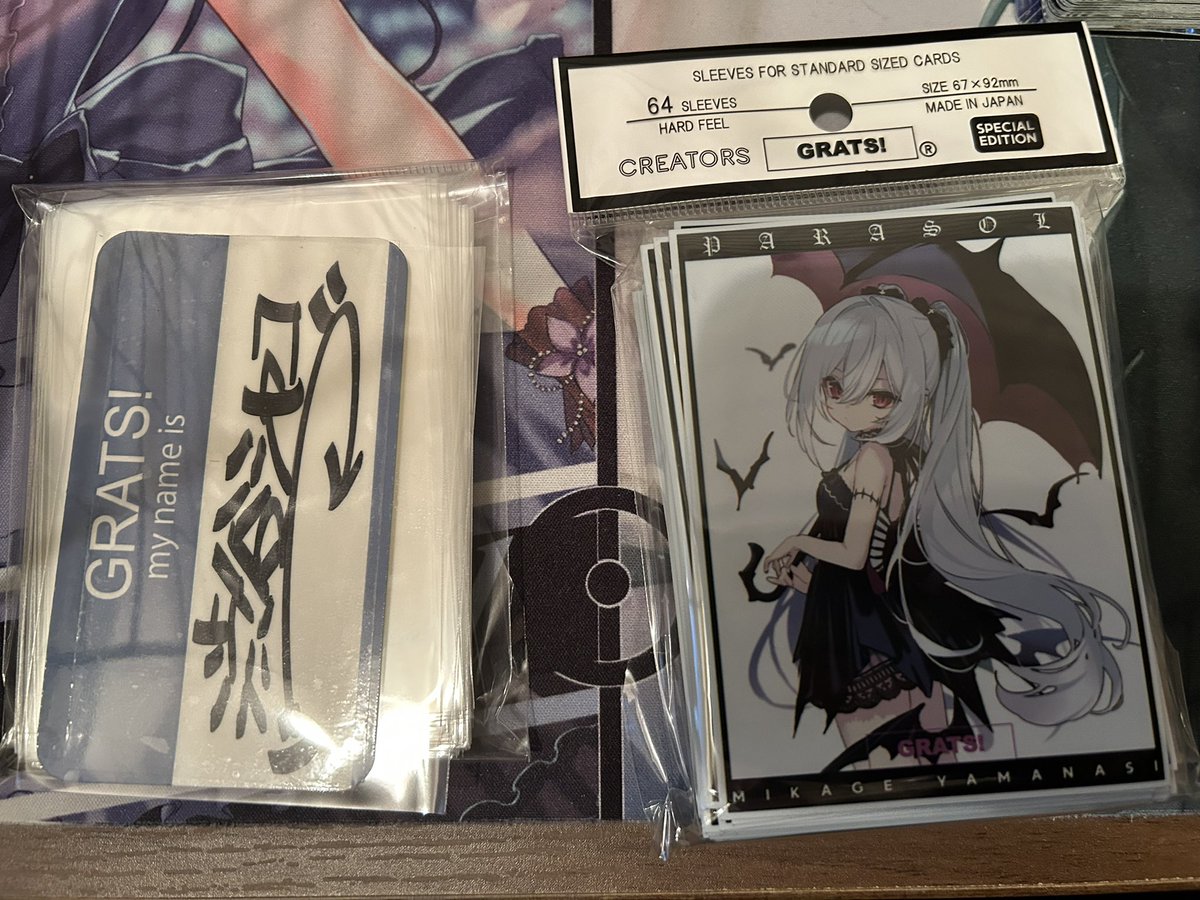 SLEEVES FOR STANDARD SIZED CARDS
64 SLEEVES
HARD FEEL
SIZE 67×92mm
MADE IN JAPAN
CREATORS GRATS! ®
SPECIAL
EDITION
PARASOL
GRATS!
MIKAGE YAMANASI
GRATS!
my name is